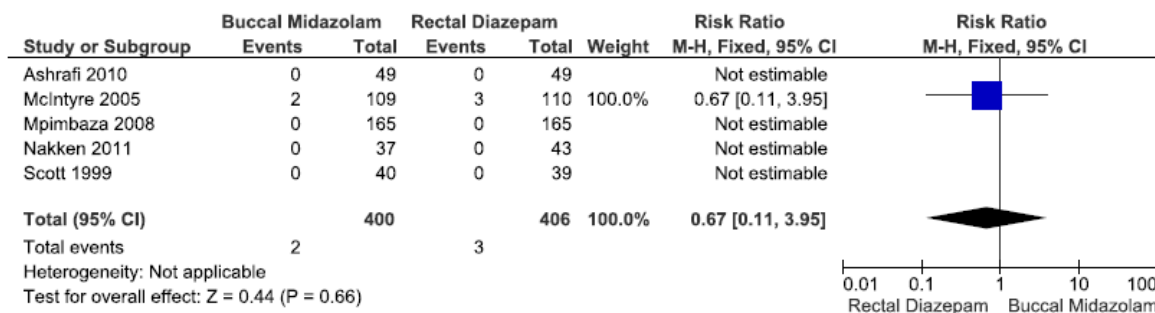 Buccal Midazolam Rectal Diazepam Risk Ratio Risk Ratio
Study or Subgroup Events Total Events Total Weight M-H, Fixed, 95% CI M-H, Fixed, 95% CI
Ashrafi 2010 0 49 0 49 Not estimable
McIntyre 2005 2 109 3 110 100.0% 0.67 [0.11, 3.95]
Mpimbaza 2008 0 165 0 165 Not estimable
Nakken 2011 0 37 0 43 Not estimable
Scott 1999 0 40 0 39 Not estimable
Total (95% CI) 400 406 100.0% 0.67 [0.11, 3.95]
Total events 2 3
Heterogeneity: Not applicable
Test for overall effect: Z = 0.44 (P = 0.66)
0.01 0.1 1 10 100
Rectal Diazepam Buccal Midazolam